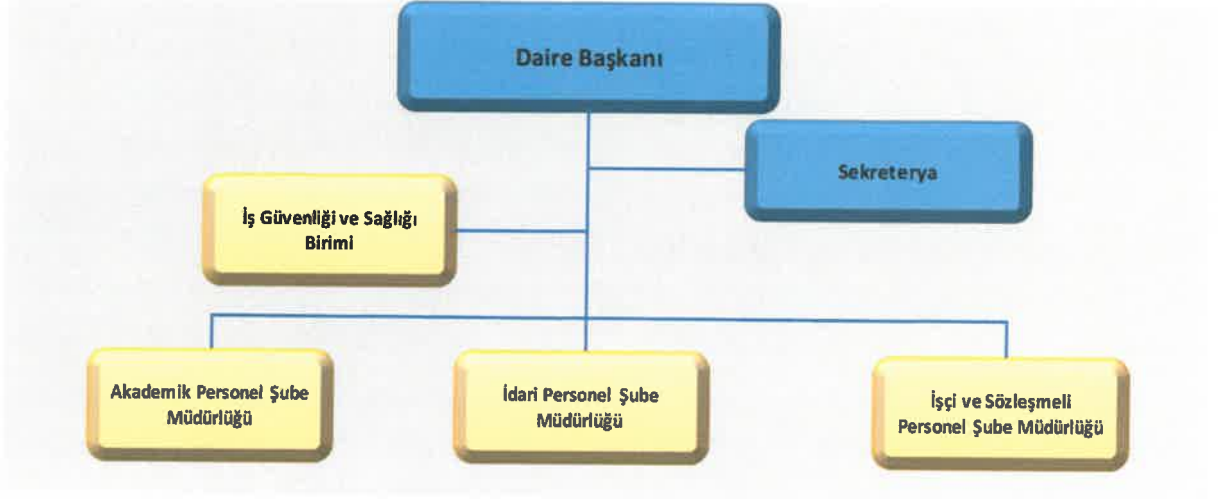 Daire Başkanı
Sekreterya
İş Güvenliği ve Sağlığı
Birimi
Akademik Personel Şube
Müdürlüğü
İdari Personel Şube
Müdürlüğü
İşçi ve Sözleşmeli
Personel Şube Müdürlüğü